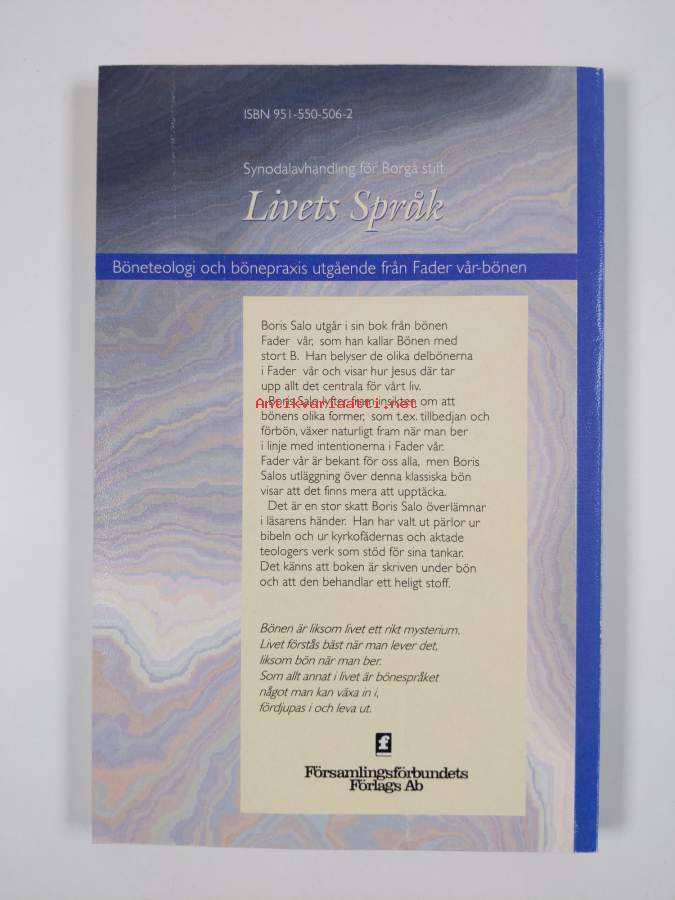 ISBN 951-550-506-2
Synodalavhandling för Borgå stift
Livets Språk
Böneteologi och bönepraxis utgående från Fader vår-bönen
Boris Salo utgår i sin bok från bönen
Fader vår, som han kallar Bönen med
stort B. Han belyser de olika delbönerna
i Fader vår och visar hur Jesus där tar
upp allt det centrala för vårt liv.
Boris Salo lyfter fram insikten om att
Antikvariaatti.net
bönens olika former, som t.ex. tillbedjan och
förbön, växer naturligt fram när man ber
i linje med intentionerna i Fader vår.
Fader vår är bekant för oss alla, men Boris
Salos utläggning över denna klassiska bön
visar att det finns mera att upptäcka.
Det är en stor skatt Boris Salo överlämnar
i läsarens händer. Han har valt ut pärlor ur
bibeln och ur kyrkofädernas och aktade
teologers verk som stöd för sina tankar.
Det känns att boken är skriven under bön
och att den behandlar ett heligt stoff.
Bönen är liksom livet ett rikt mysterium.
Livet förstås bäst när man lever det,
liksom bön när man ber.
Som allt annat i livet är bönespråket
något man kan växa in i,
fördjupas i och leva ut.
f
Församlingsförbundets
Förlags Ab